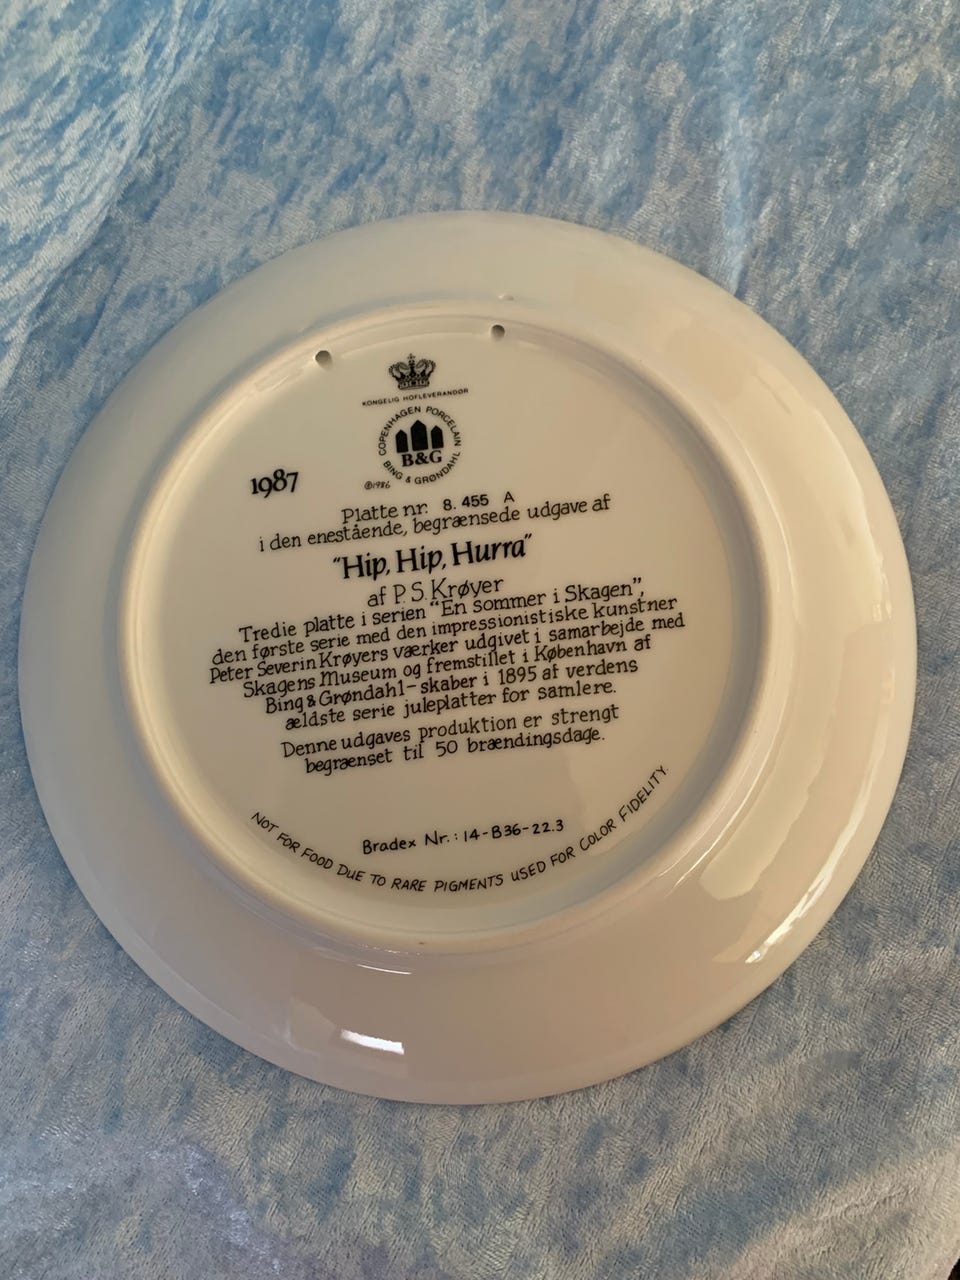 KONGELIG HOFLEVERANDØR
COPENHAGEN PORCELAIN
B&G
BING & GRØNDAHL
©1986
1987
Platte nr. 8. 455 A
i den enestående, begrænsede udgave af
"Hip, Hip, Hurra"
af P. S. Krøyer
Tredie platte i serien "En sommer i Skagen",
den første serie med den impressionistiske kunstner
Peter Severin Krøyers værker udgivet i samarbejde med
Skagens Museum og fremstillet i København af
Bing & Grøndahl - skaber i 1895 af verdens
ældste serie juleplatter for samlere.
Denne udgaves produktion er strengt
begrænset til 50 brændingsdage.
Bradex Nr.: 14-B36-22.3
NOT FOR FOOD DUE TO RARE PIGMENTS USED FOR COLOR FIDELITY.